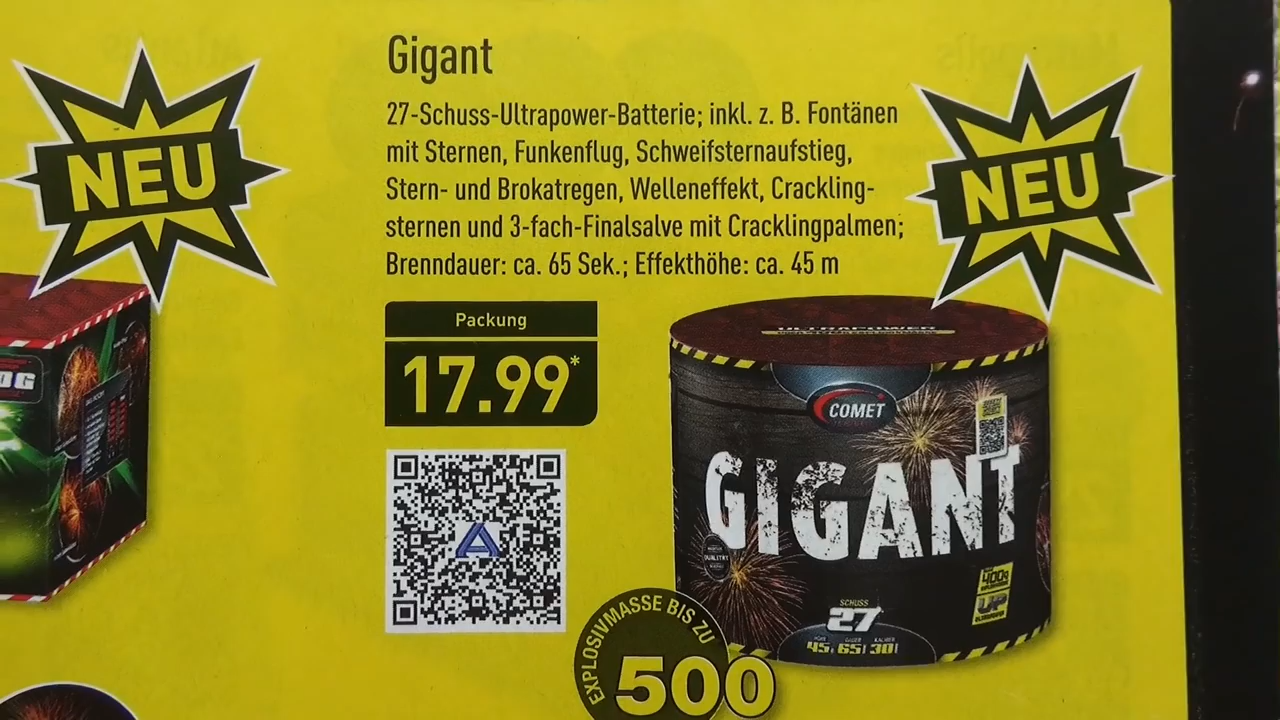 Gigant
27-Schuss-Ultrapower-Batterie; inkl. z. B. Fontänen
mit Sternen, Funkenflug, Schweifsternaufstieg,
Stern- und Brokatregen, Welleneffekt, Crackling-
sternen und 3-fach-Finalsalve mit Cracklingpalmen;
Brenndauer: ca. 65 Sek.; Effekthöhe: ca. 45 m
NEU
NEU
Packung
17.99*
ULTRAPOWER
COMET
GIGANT
400g
UP
SCHUSS
27
45 65 30
EXPLOSIVMASSE BIS ZU
500